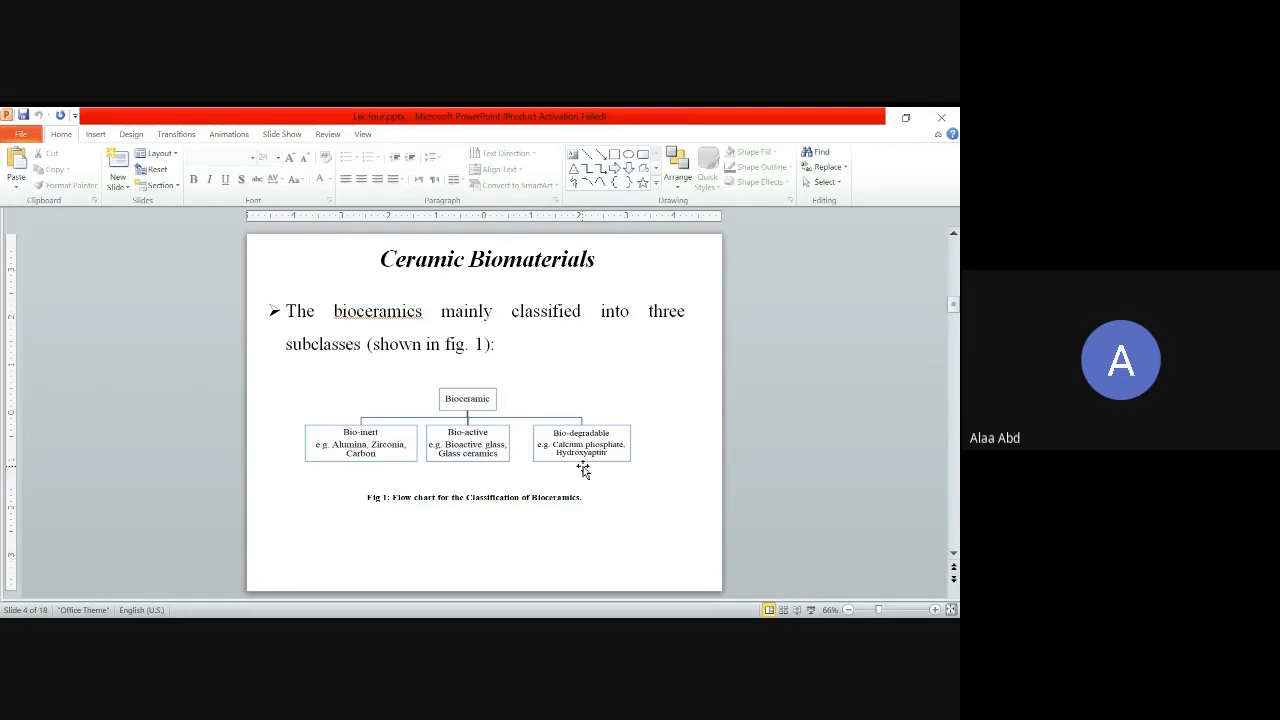 Lec four.ppts - Microsoft PowerPoint (Product Activation Failed)
File Home Insert Design Transitions Animations Slide Show Review View
Paste
Cut
Copy
Format Painter
Clipboard
New
Slide
Layout
Reset
Section
Slides
24
Font
Text Direction
Align Text
Convert to SmartArt
Paragraph
Arrange
Quick
Styles
Shape Fill
Shape Outline
Shape Effects
Drawing
Find
Replace
Select
Editing
Ceramic Biomaterials
The bioceramics mainly classified into three
subclasses (shown in fig. 1):
Bioceramic
Bio-inert
e.g. Alumina, Zirconia,
Carbon
Bio-active
e.g. Bioactive glass,
Glass ceramics
Bio-degradable
e.g. Calcium phosphate,
Hydroxyaptitr
Fig 1: Flow chart for the Classification of Bioceramics.
A
Alaa Abd
Slide 4 of 18 "Office Theme" English (U.S.) 66%